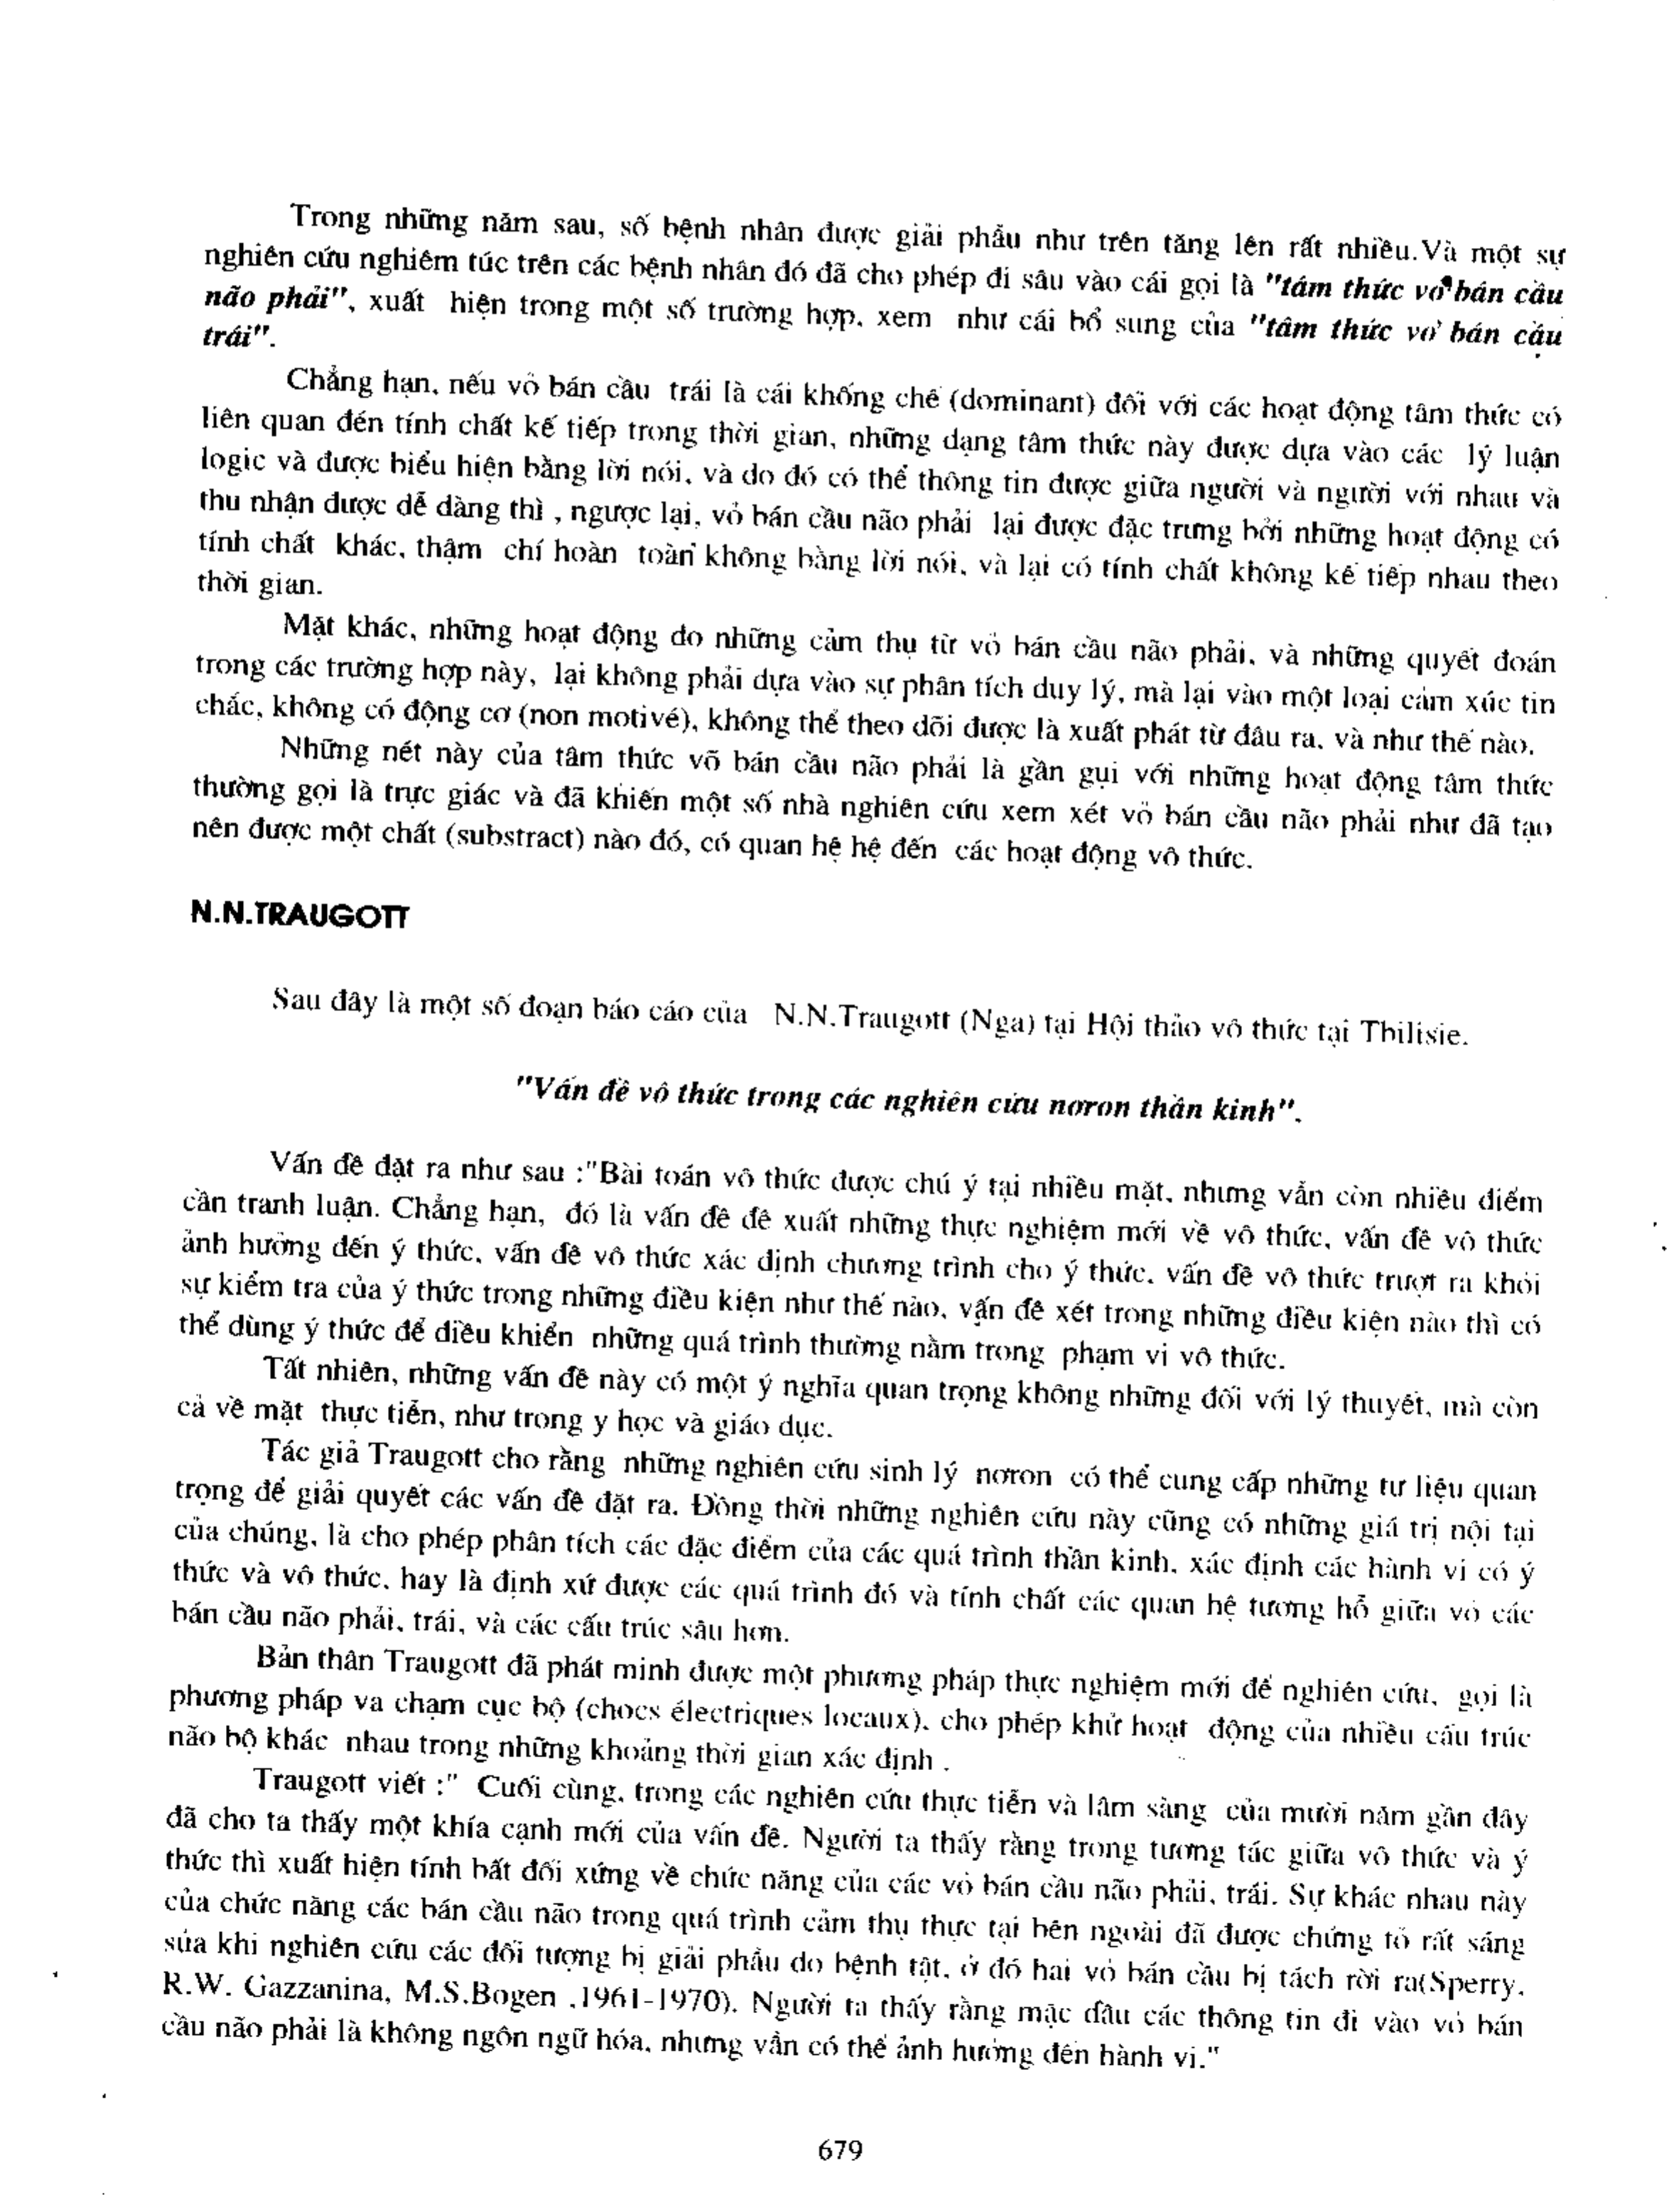 Trong những năm sau, số bệnh nhân được giải phẫu như trên tăng lên rất nhiều.Và một sự
nghiên cứu nghiêm túc trên các bệnh nhân đó đã cho phép đi sâu vào cái gọi là "tâm thức vỏ bán cầu
não phải", xuất hiện trong một số trường hợp, xem như cái bổ sung của "tâm thức vỏ bán cầu
trái".
Chẳng hạn, nếu vỏ bán cầu trái là cái khống chế (dominant) đối với các hoạt động tâm thức có
liên quan đến tính chất kế tiếp trong thời gian, những dạng tâm thức này được dựa vào các lý luận
logic và được biểu hiện bằng lời nói, và do đó có thể thông tin được giữa người và người với nhau và
thu nhận được dễ dàng thì , ngược lại, vỏ bán cầu não phải lại được đặc trưng bởi những hoạt động có
tính chất khác, thậm chí hoàn toàn không bằng lời nói, và lại có tính chất không kế tiếp nhau theo
thời gian.
Mặt khác, những hoạt động do những cảm thụ từ vỏ bán cầu não phải, và những quyết đoán
trong các trường hợp này, lại không phải dựa vào sự phân tích duy lý, mà lại vào một loại cảm xúc tin
chắc, không có động cơ (non motivé), không thể theo dõi được là xuất phát từ đâu ra, và như thế nào.
Những nét này của tâm thức võ bán cầu não phải là gần gụi với những hoạt động tâm thức
thường gọi là trực giác và đã khiến một số nhà nghiên cứu xem xét vỏ bán cầu não phải như đã tạo
nên được một chất (substract) nào đó, có quan hệ hệ đến các hoạt động vô thức.
N.N.TRAUGOTT
Sau đây là một số đoạn báo cáo của N.N.Traugott (Nga) tại Hội thảo vô thức tại Tbilisie.
"Vấn đề vô thức trong các nghiên cứu nơron thần kinh".
Vấn đề đặt ra như sau :"Bài toán vô thức được chú ý tại nhiều mặt, nhưng vẫn còn nhiều điểm
cần tranh luận. Chẳng hạn, đó là vấn đề đề xuất những thực nghiệm mới về vô thức, vấn đề vô thức
ảnh hưởng đến ý thức, vấn đề vô thức xác định chương trình cho ý thức, vấn đề vô thức trượt ra khỏi
sự kiểm tra của ý thức trong những điều kiện như thế nào, vấn đề xét trong những điều kiện nào thì có
thể dùng ý thức để điều khiển những quá trình thường nằm trong phạm vi vô thức.
Tất nhiên, những vấn đề này có một ý nghĩa quan trọng không những đối với lý thuyết, mà còn
cả về mặt thực tiễn, như trong y học và giáo dục.
Tác giả Traugott cho rằng những nghiên cứu sinh lý nơron có thể cung cấp những tư liệu quan
trọng để giải quyết các vấn đề đặt ra. Đồng thời những nghiên cứu này cũng có những giá trị nội tại
của chúng, là cho phép phân tích các đặc điểm của các quá trình thần kinh, xác định các hành vi có ý
thức và vô thức, hay là định xứ được các quá trình đó và tính chất các quan hệ tương hỗ giữa vỏ các
bán cầu não phải, trái, và các cấu trúc sâu hơn.
Bản thân Traugott đã phát minh được một phương pháp thực nghiệm mới để nghiên cứu, gọi là
phương pháp va chạm cục bộ (chocs électriques locaux), cho phép khử hoạt động của nhiều cấu trúc
não bộ khác nhau trong những khoảng thời gian xác định .
Traugott viết :" Cuối cùng, trong các nghiên cứu thực tiễn và lâm sàng của mười năm gần đây
đã cho ta thấy một khía cạnh mới của vấn đề. Người ta thấy rằng trong tương tác giữa vô thức và ý
thức thì xuất hiện tính bất đối xứng về chức năng của các vỏ bán cầu não phải, trái. Sự khác nhau này
của chức năng các bán cầu não trong quá trình cảm thụ thực tại bên ngoài đã được chứng tỏ rất sáng
sủa khi nghiên cứu các đối tượng bị giải phẫu do bệnh tật, ở đó hai vỏ bán cầu bị tách rời ra(Sperry,
R.W. Gazzanina, M.S.Bogen ,1961-1970). Người ta thấy rằng mặc dầu các thông tin đi vào vỏ bán
cầu não phải là không ngôn ngữ hóa, nhưng vẫn có thể ảnh hưởng đến hành vi."
679